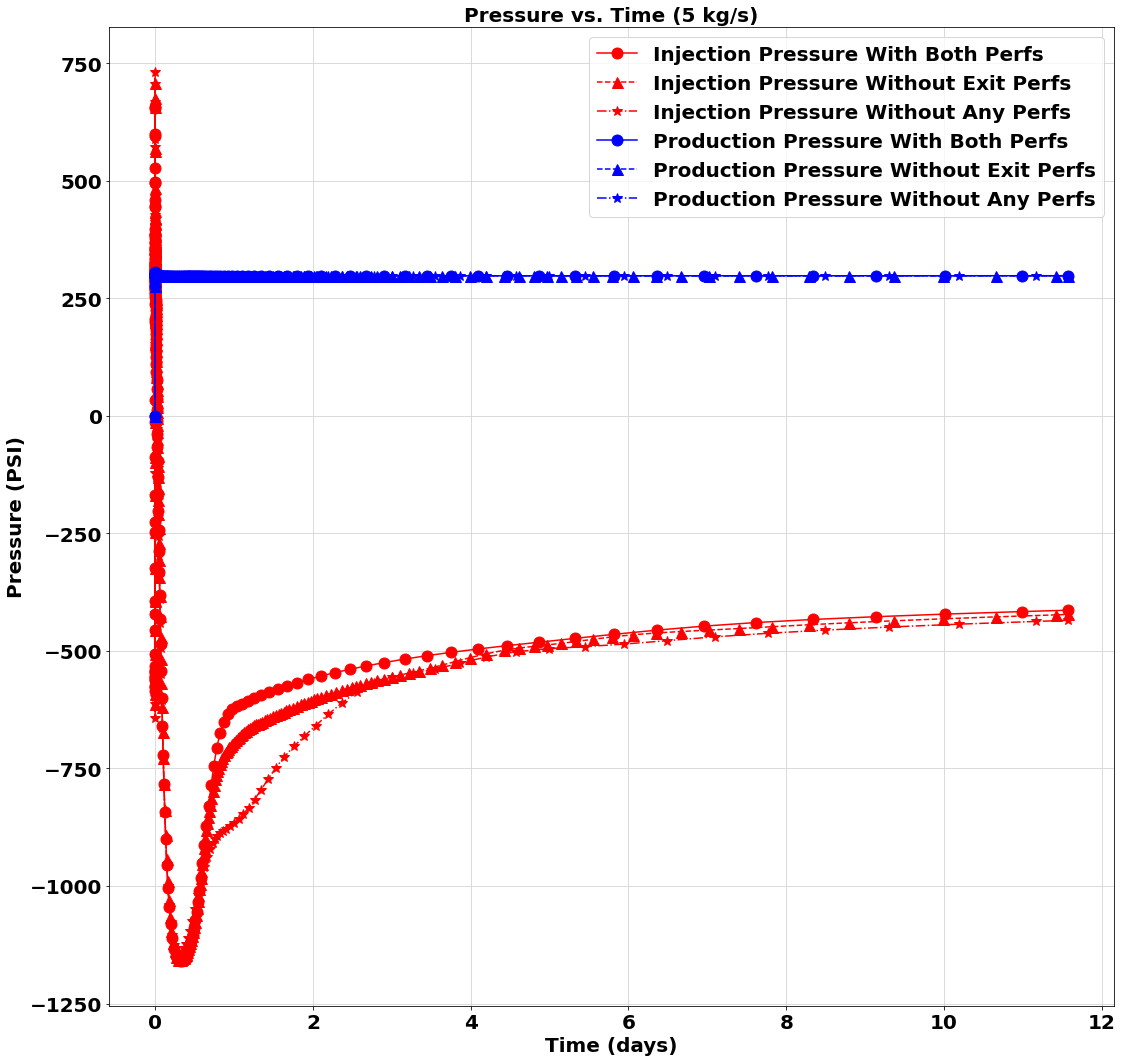 Pressure vs. Time (5 kg/s)
Injection Pressure With Both Perfs
Injection Pressure Without Exit Perfs
Injection Pressure Without Any Perfs
Production Pressure With Both Perfs
Production Pressure Without Exit Perfs
Production Pressure Without Any Perfs
Pressure (PSI)
750
500
250
0
−250
−500
−750
−1000
−1250
0 2 4 6 8 10 12
Time (days)